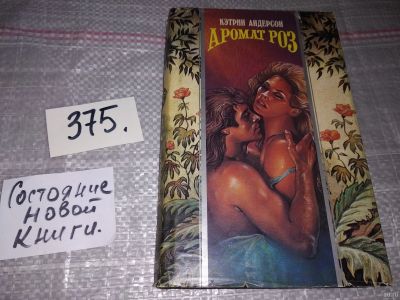 КЭТРИН АНДЕРСОН
АРОМАТ РОЗ
375.
Состояние
новой
книги.